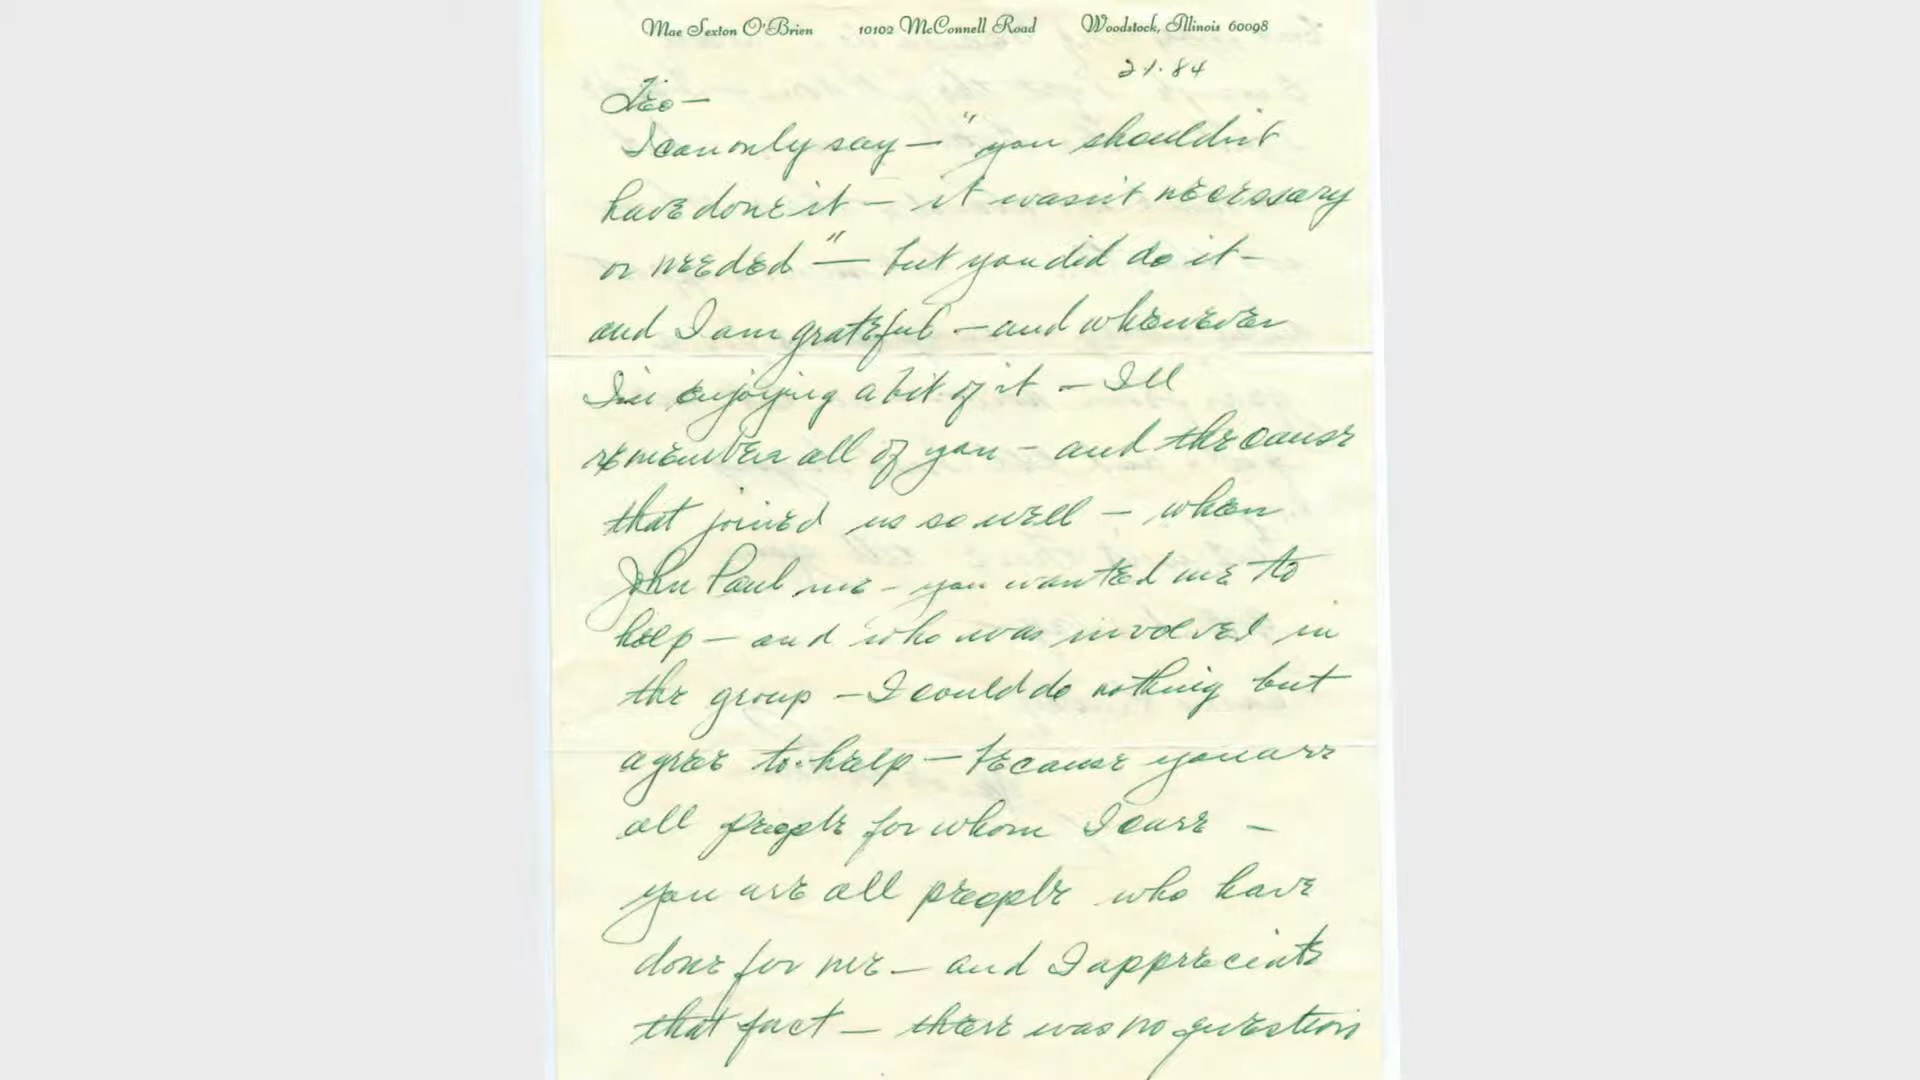 Mae Sexton O'Brien 10102 McConnell Road Woodstock, Illinois 60098
2·1·84
Leo —
I can only say — "you shouldn't
have done it — it wasn't necessary
or needed" — but you did do it -
and I am grateful — and whenever
I'm enjoying a bit of it — I'll
remember all of you - and the cause
that joined us so well — when
John Paul me - you wanted me to
help — and who was involved in
the group — I could do nothing but
agree to help — because you are
all people for whom I care —
you are all people who have
done for me — and I appreciate
that fact — there was no question